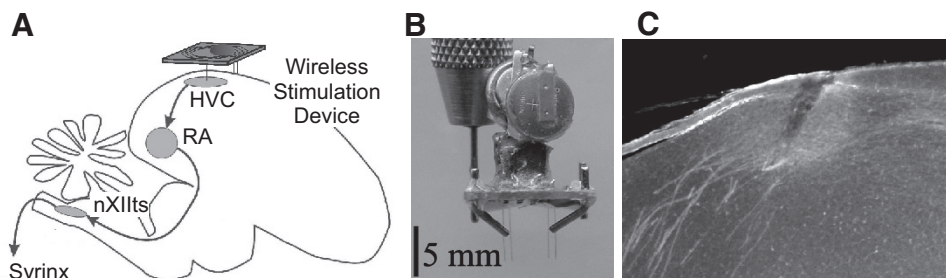 A
B
C
Wireless
Stimulation
Device
HVC
RA
nXIIts
Syrinx
5 mm